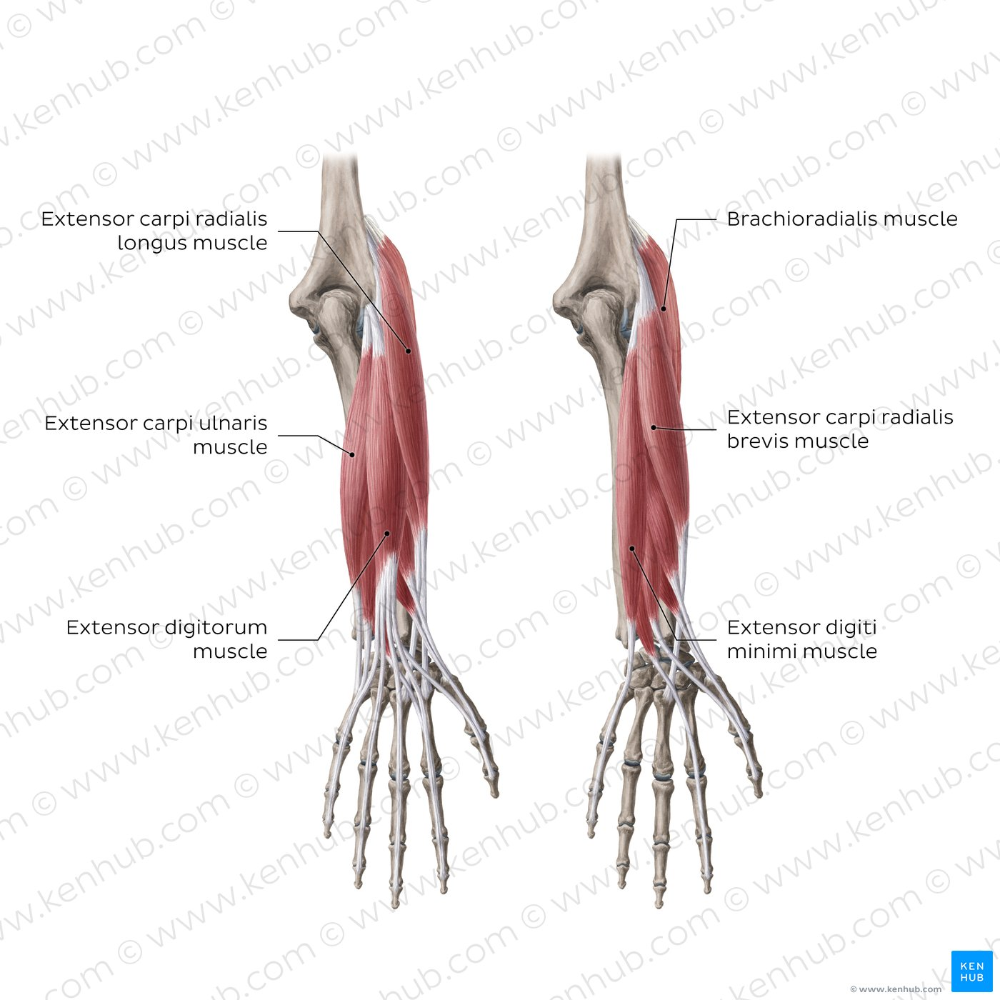 Extensor carpi radialis
longus muscle
Extensor carpi ulnaris
muscle
Extensor digitorum
muscle
Brachioradialis muscle
Extensor carpi radialis
brevis muscle
Extensor digiti
minimi muscle
KEN
HUB
© www.kenhub.com